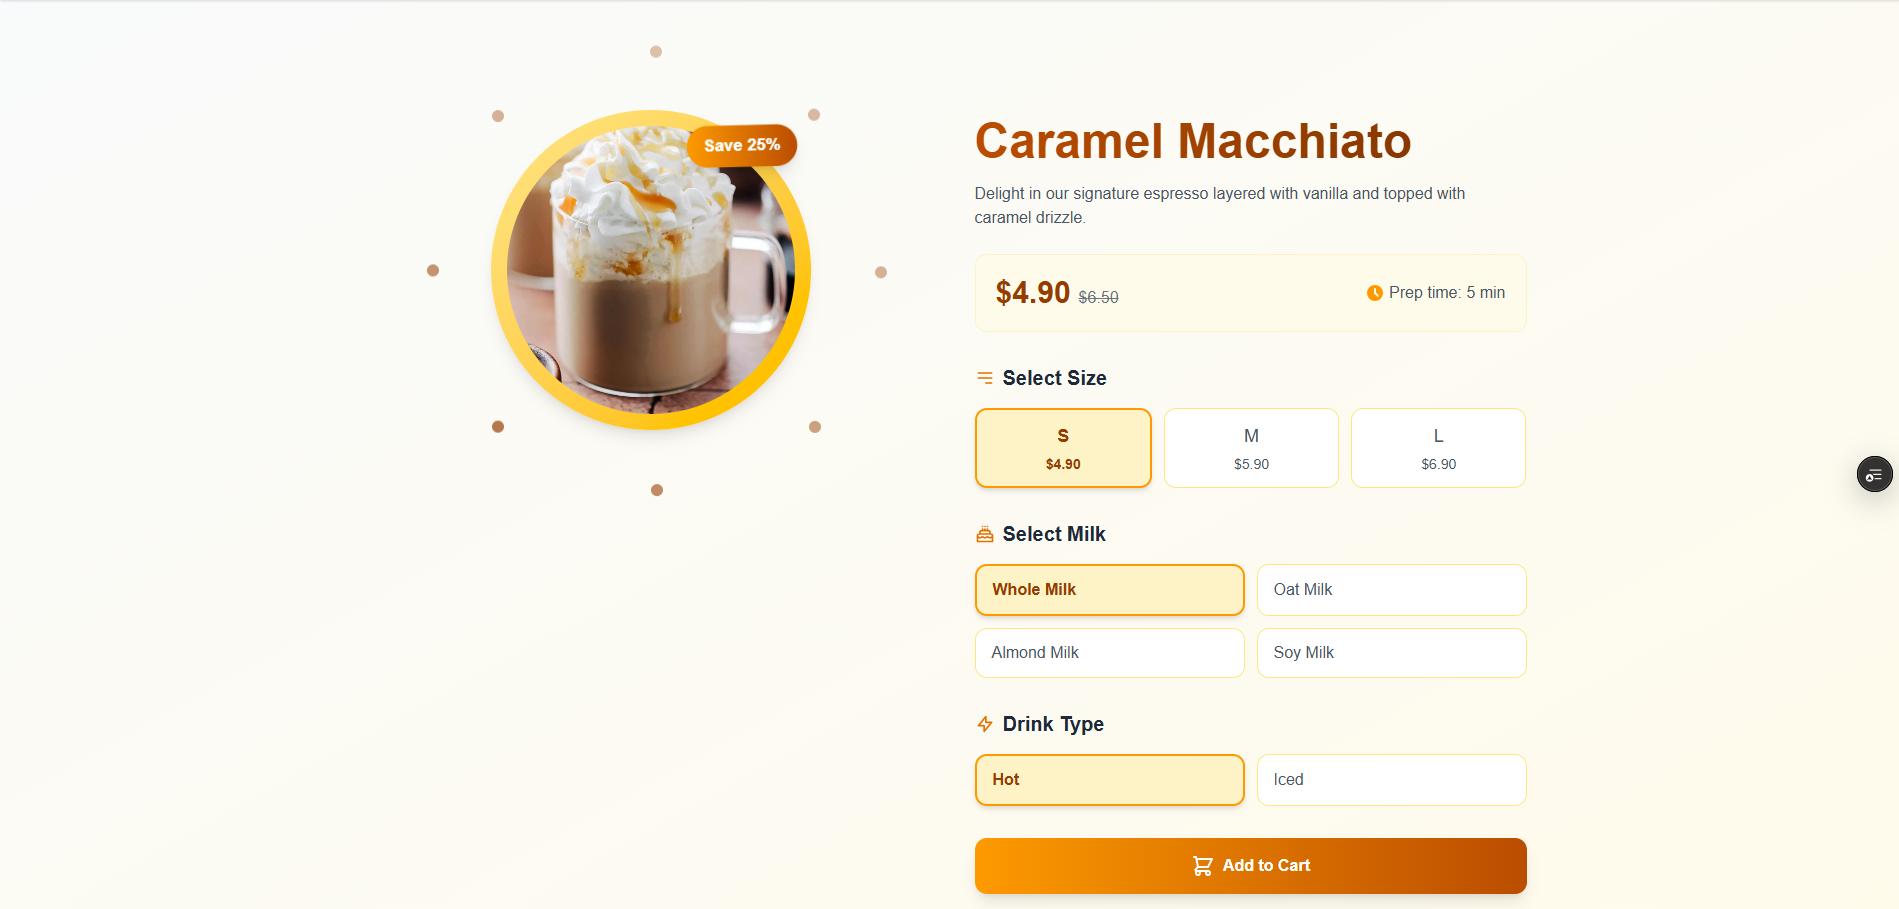 Save 25%
Caramel Macchiato
Delight in our signature espresso layered with vanilla and topped with
caramel drizzle.
$4.90 $6.50
Prep time: 5 min
Select Size
S
$4.90
M
$5.90
L
$6.90
Select Milk
Whole Milk
Oat Milk
Almond Milk
Soy Milk
Drink Type
Hot
Iced
Add to Cart